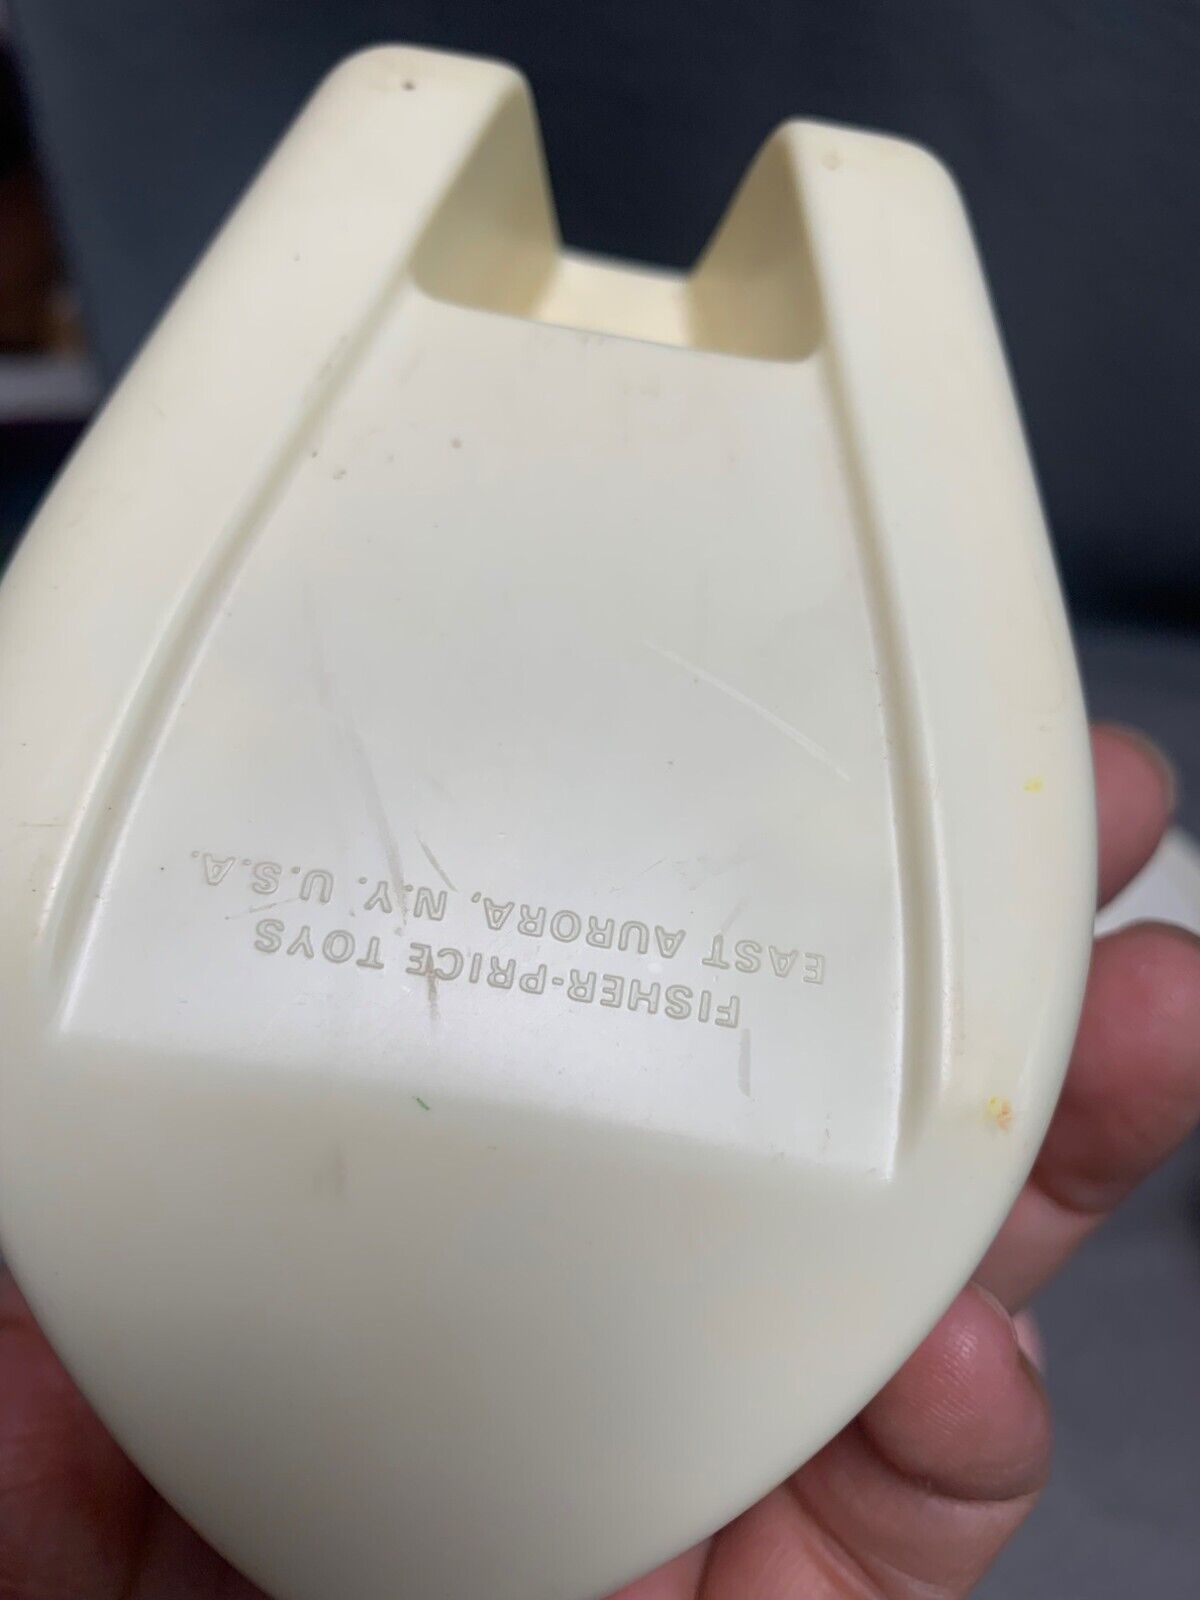 FISHER-PRICE TOYS
EAST AURORA, N.Y. U.S.A.